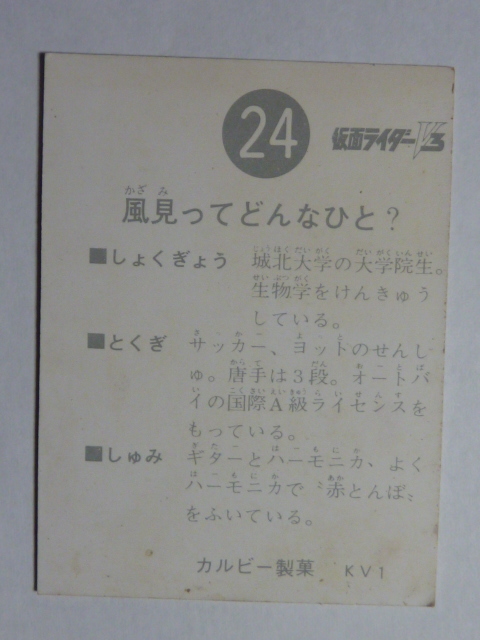 24
仮面ライダーV3
風見ってどんなひと？
■しょくぎょう 城北大学の大学院生。
生物学をけんきゅう
している。
■とくぎ サッカー、ヨットのせんし
ゅ。唐手は3段。オートバ
イの国際A級ライセンスを
もっている。
■しゅみ ギターとハーモニカ、よく
ハーモニカで〝赤とんぼ〟
をふいている。
カルビー製菓 KV1